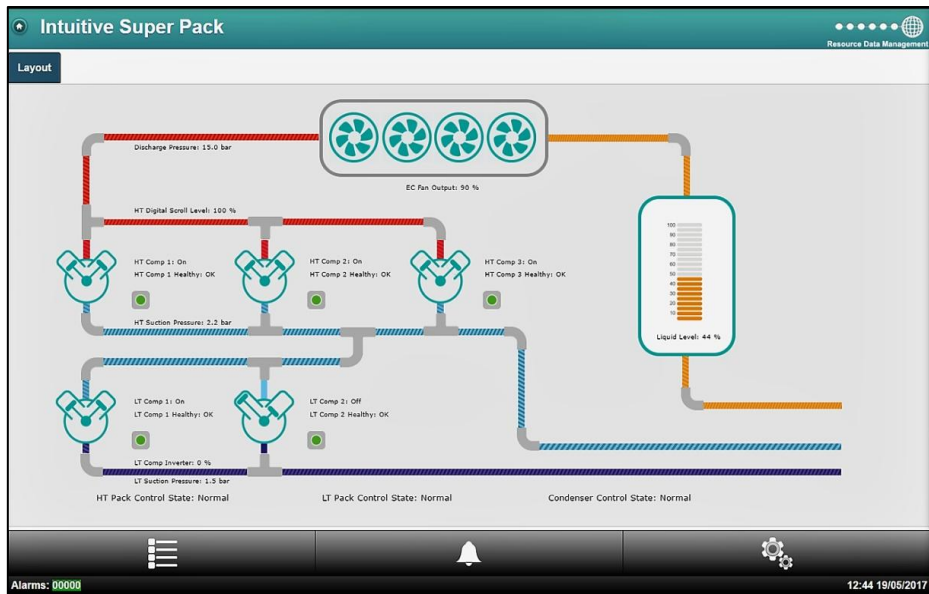 Intuitive Super Pack
Resource Data Management
Layout
Discharge Pressure: 15.0 bar
EC Fan Output: 90 %
HT Digital Scroll Level: 100 %
HT Comp 1: On
HT Comp 1 Healthy: OK
HT Comp 2: On
HT Comp 2 Healthy: OK
HT Comp 3: On
HT Comp 3 Healthy: OK
100
90
80
70
60
50
40
30
20
10
Liquid Level: 44 %
HT Suction Pressure: 2.2 bar
LT Comp 1: On
LT Comp 1 Healthy: OK
LT Comp 2: Off
LT Comp 2 Healthy: OK
LT Comp Inverter: 0 %
LT Suction Pressure: 1.5 bar
HT Pack Control State: Normal
LT Pack Control State: Normal
Condenser Control State: Normal
Alarms: 00000
12:44 19/05/2017